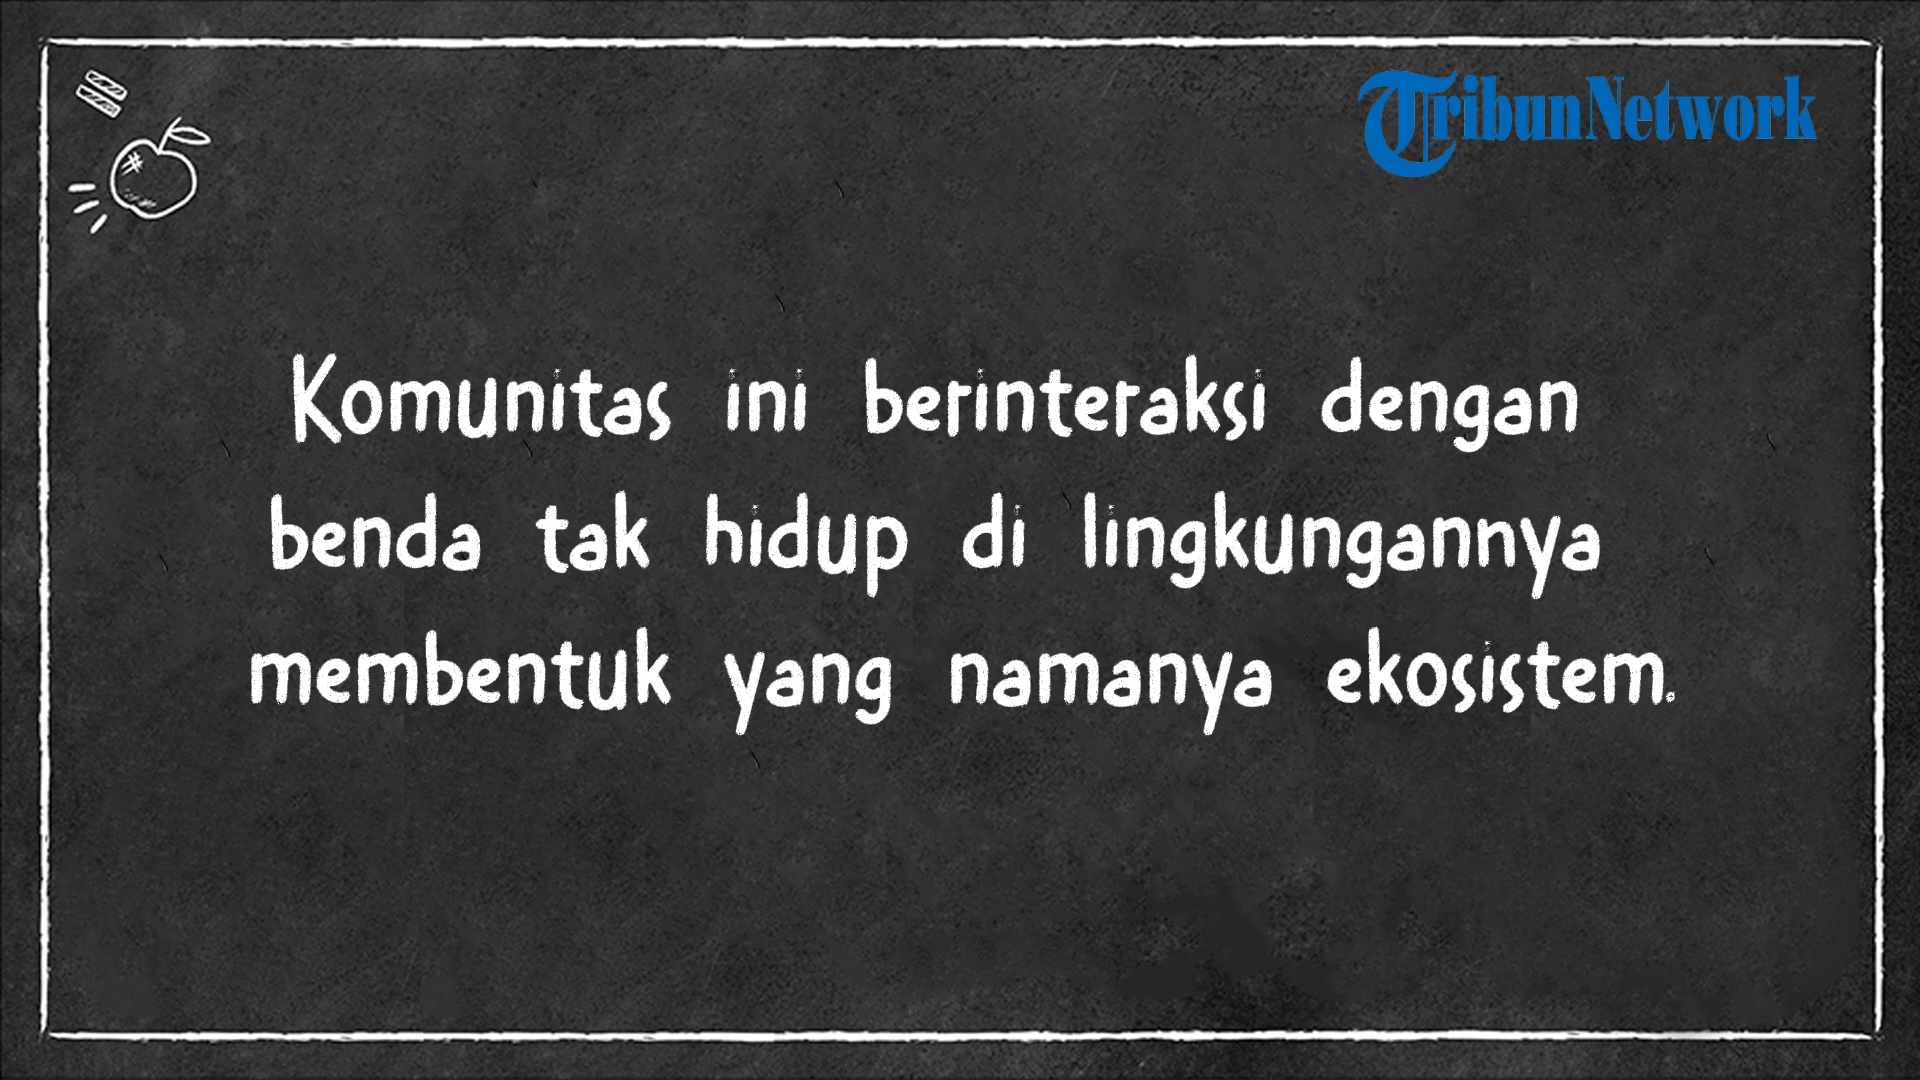 TribunNetwork
Komunitas ini berinteraksi dengan
benda tak hidup di lingkungannya
membentuk yang namanya ekosistem.